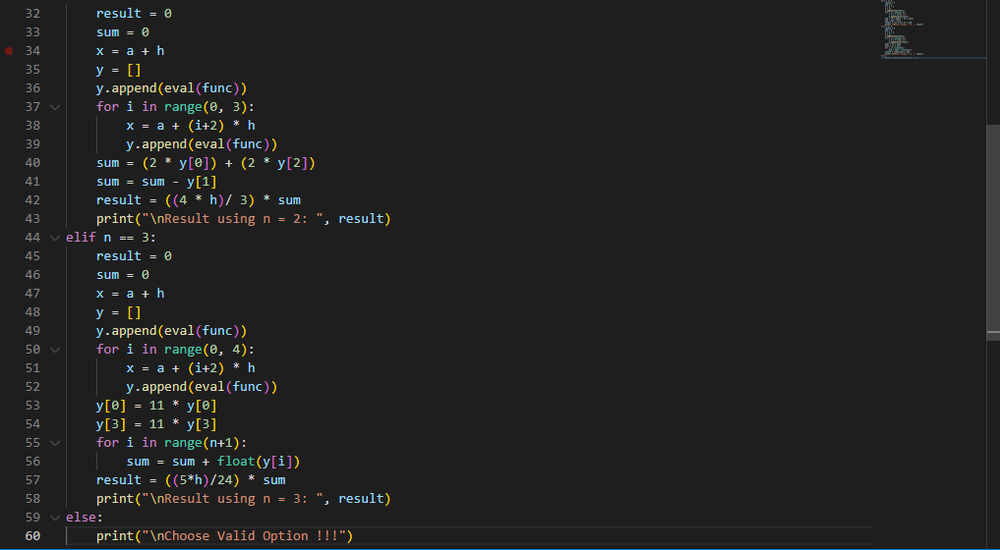 32 result = 0
33 sum = 0
34 x = a + h
35 y = []
36 y.append(eval(func))
37 for i in range(0, 3):
38 x = a + (i+2) * h
39 y.append(eval(func))
40 sum = (2 * y[0]) + (2 * y[2])
41 sum = sum - y[1]
42 result = ((4 * h)/ 3) * sum
43 print("\nResult using n = 2: ", result)
44 elif n == 3:
45 result = 0
46 sum = 0
47 x = a + h
48 y = []
49 y.append(eval(func))
50 for i in range(0, 4):
51 x = a + (i+2) * h
52 y.append(eval(func))
53 y[0] = 11 * y[0]
54 y[3] = 11 * y[3]
55 for i in range(n+1):
56 sum = sum + float(y[i])
57 result = ((5*h)/24) * sum
58 print("\nResult using n = 3: ", result)
59 else:
60 print("\nChoose Valid Option !!!")